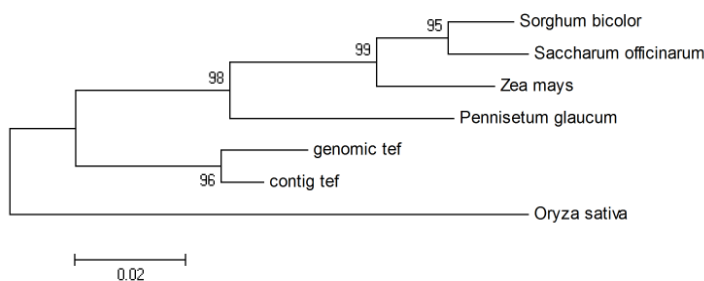 95
Sorghum bicolor
Saccharum officinarum
99
Zea mays
98
Pennisetum glaucum
genomic tef
96
contig tef
Oryza sativa
0.02